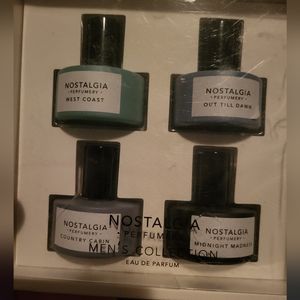 NOSTALGIA
- PERFUMERY -
WEST COAST
NOSTALGIA
- PERFUMERY -
OUT TILL DAWN
NOSTALGIA
- PERFUMERY -
COUNTRY CABIN
NOSTALGIA
- PERFUMERY -
MIDNIGHT MADNESS
NOSTALGIA
- PERFUMERY -
MEN'S COLLECTION
EAU DE PARFUM